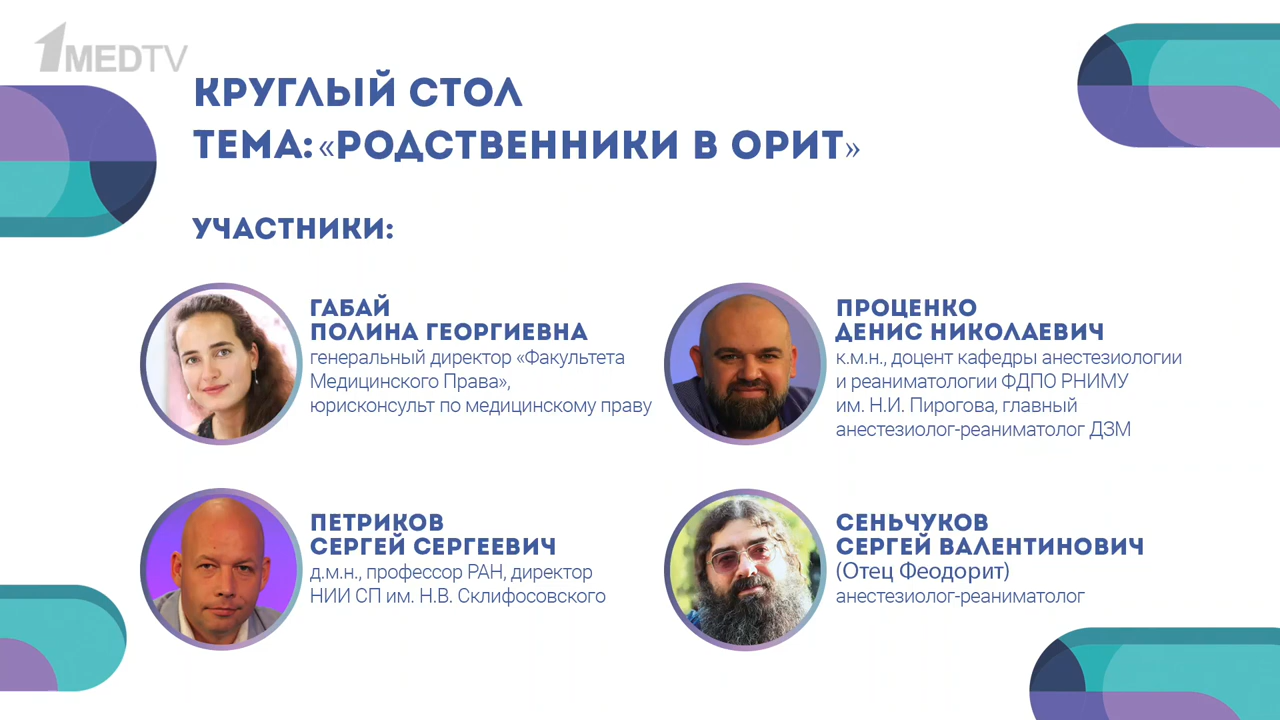 1MEDTV
КРУГЛЫЙ СТОЛ
ТЕМА: «РОДСТВЕННИКИ В ОРИТ»
УЧАСТНИКИ:
ГАБАЙ
ПОЛИНА ГЕОРГИЕВНА
генеральный директор «Факультета
Медицинского Права»,
юрисконсульт по медицинскому праву
ПРОЦЕНКО
ДЕНИС НИКОЛАЕВИЧ
к.м.н., доцент кафедры анестезиологии
и реаниматологии ФДПО РНИМУ
им. Н.И. Пирогова, главный
анестезиолог-реаниматолог ДЗМ
ПЕТРИКОВ
СЕРГЕЙ СЕРГЕЕВИЧ
д.м.н., профессор РАН, директор
НИИ СП им. Н.В. Склифосовского
СЕНЬЧУКОВ
СЕРГЕЙ ВАЛЕНТИНОВИЧ
(Отец Феодорит)
анестезиолог-реаниматолог